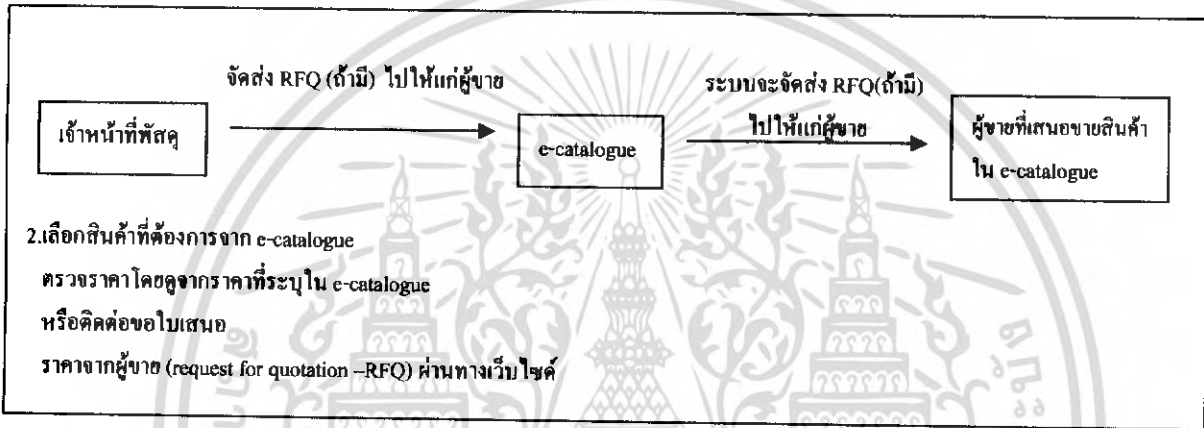 จัดส่ง RFQ (ถ้ามี) ไปให้แก่ผู้ขาย
ระบบจะจัดส่ง RFQ(ถ้ามี)
ไปให้แก่ผู้ขาย
เจ้าหน้าที่พัสดุ
e-catalogue
ผู้ขายที่เสนอขายสินค้า
ใน e-catalogue
2.เลือกสินค้าที่ต้องการจาก e-catalogue
ตรวจราคาโดยดูจากราคาที่ระบุใน e-catalogue
หรือติดต่อขอใบเสนอ
ราคาจากผู้ขาย (request for quotation –RFQ) ผ่านทางเว็บไซต์